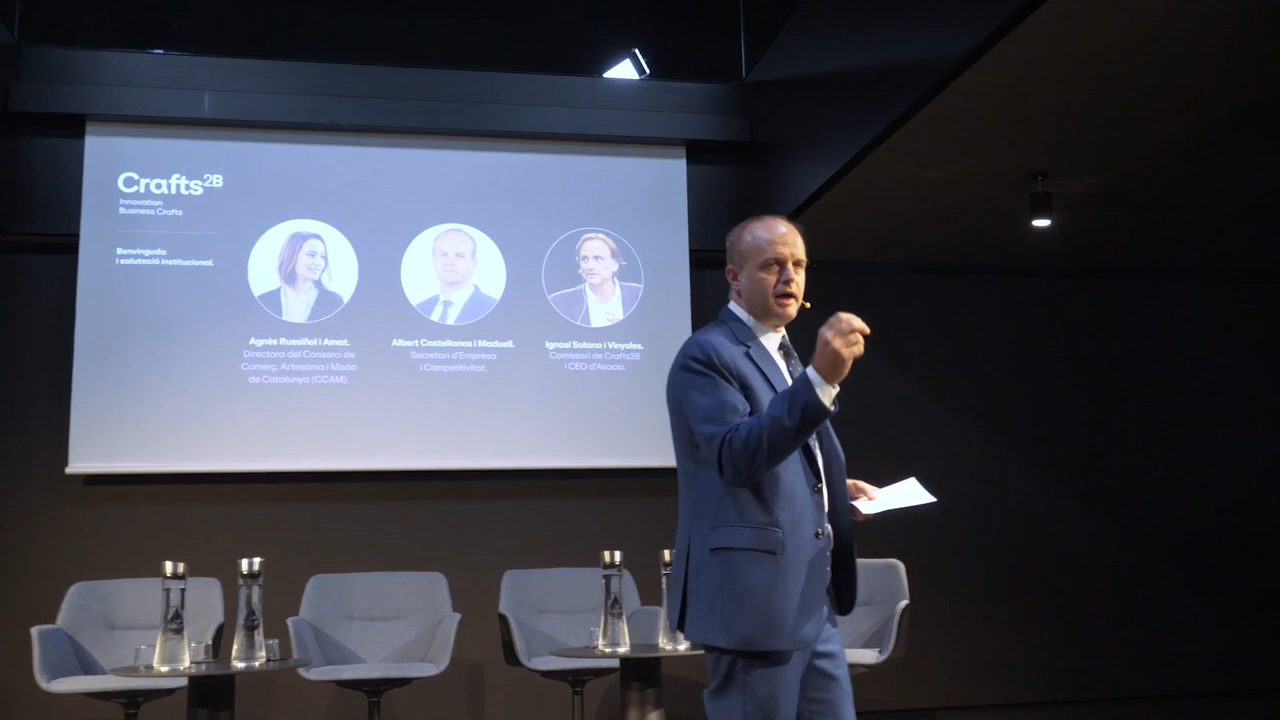 Crafts2B
Innovation
Business Crafts
Benvinguda
i salutació institucional.
Agnès Russiñol i Amat.
Directora del Consorci de
Comerç, Artesania i Moda
de Catalunya (CCAM).
Albert Castellanos i Maduell.
Secretari d'Empresa
i Competitivitat.
Ignasi Solana i Vinyoles.
Comissari de Crafts2B
i CEO d'Asacia.